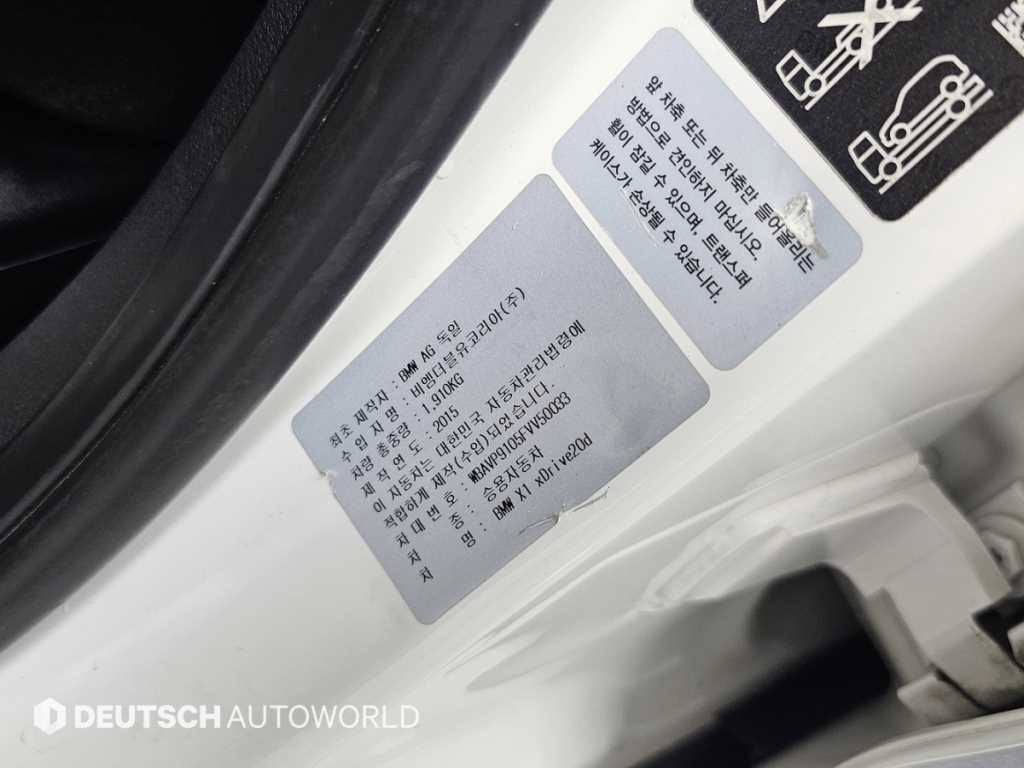 앞 차축 또는 뒤 차축만 들어올리는
방법으로 견인하지 마십시오.
휠이 잠길 수 있으며, 트랜스퍼
케이스가 손상될 수 있습니다.
최초 제작자 : BMW AG 독일
수 입 자 명 : 비엠더블유코리아(주)
차량 총중량 : 1,910KG
제 작 연 도 : 2015
이 자동차는 대한민국 자동차관리법령에
적합하게 제작(수입)되었습니다.
차 대 번 호 : WBAVP9105FVV50033
차 종 : 승용자동차
차 명 : BMW X1 xDrive20d
DEUTSCH AUTOWORLD